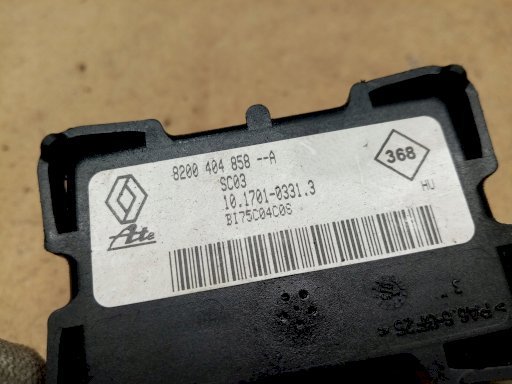 8200 404 858 --A
SC03
10.1701-0331.3
BI75C04C0S
368
HU
Ate